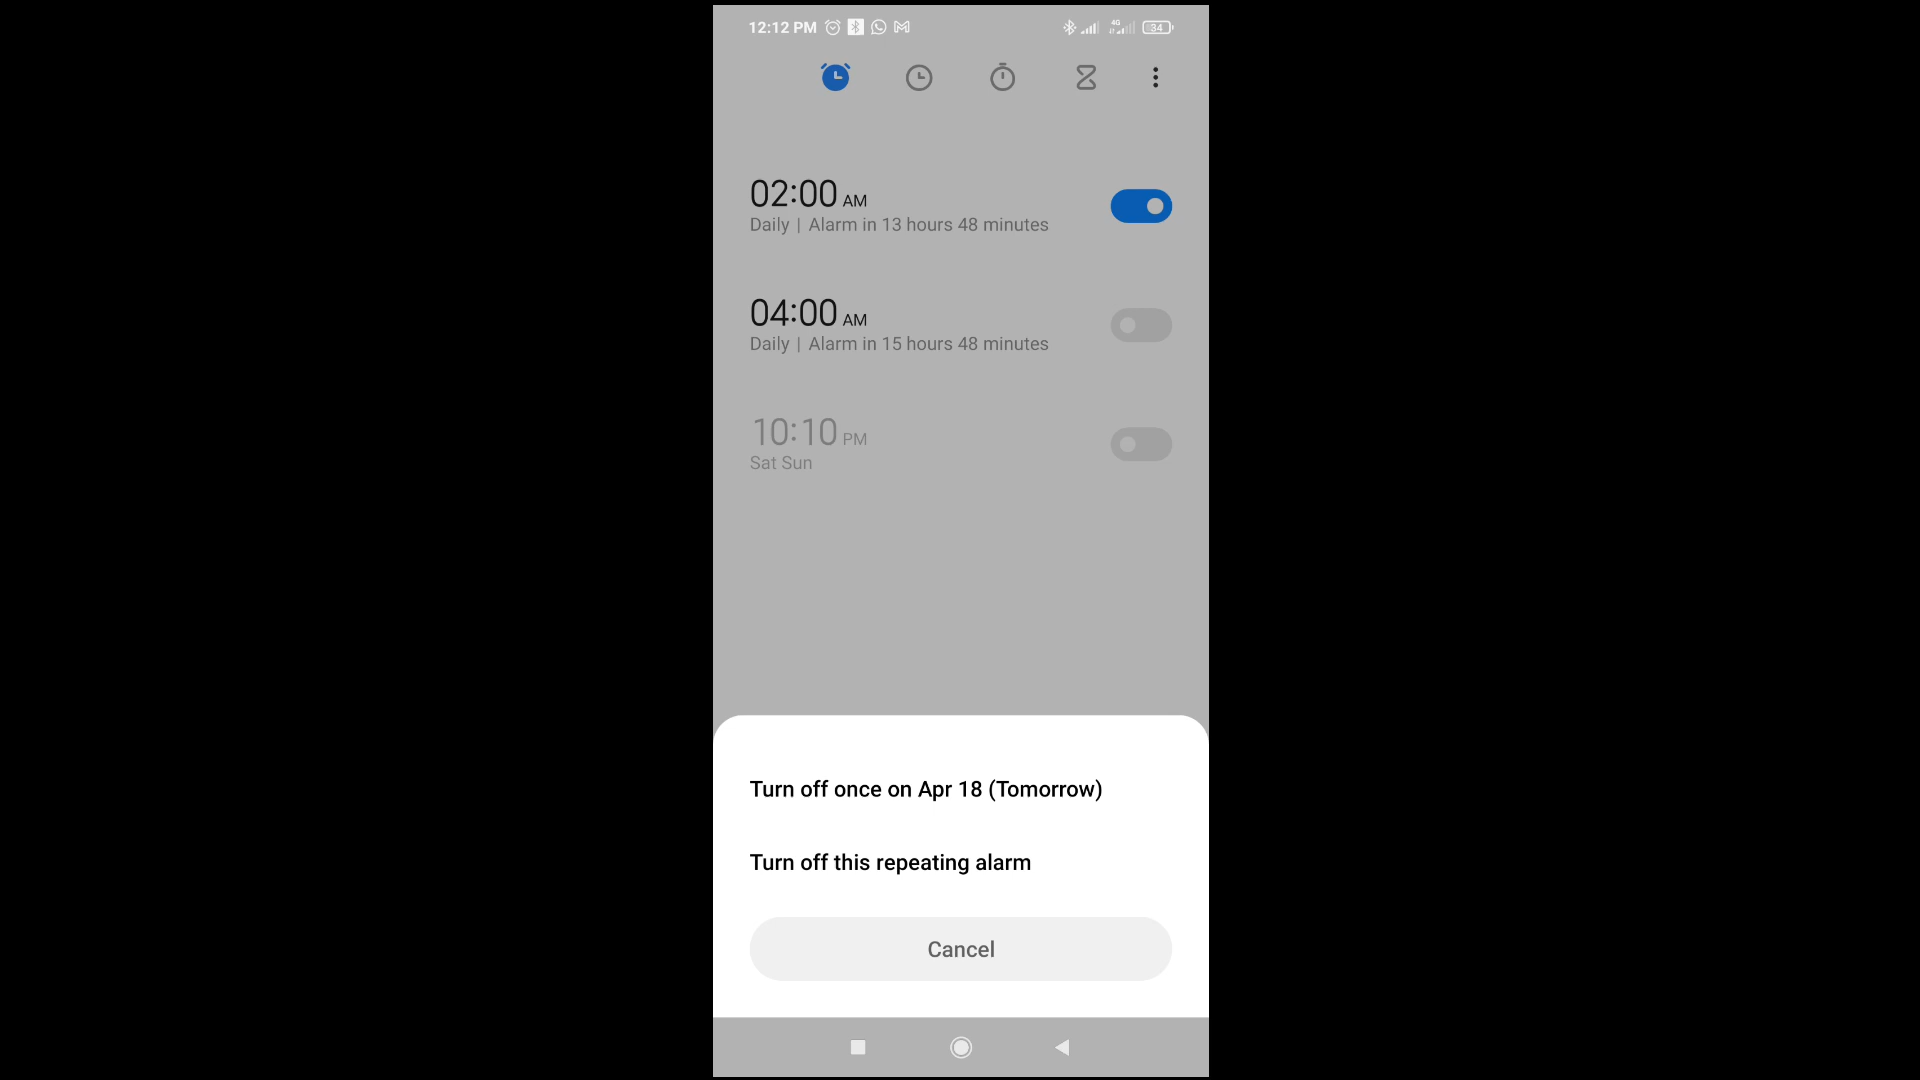 12:12 PM 4G 34
02:00 AM
Daily | Alarm in 13 hours 48 minutes
04:00 AM
Daily | Alarm in 15 hours 48 minutes
10:10 PM
Sat Sun
Turn off once on Apr 18 (Tomorrow)
Turn off this repeating alarm
Cancel